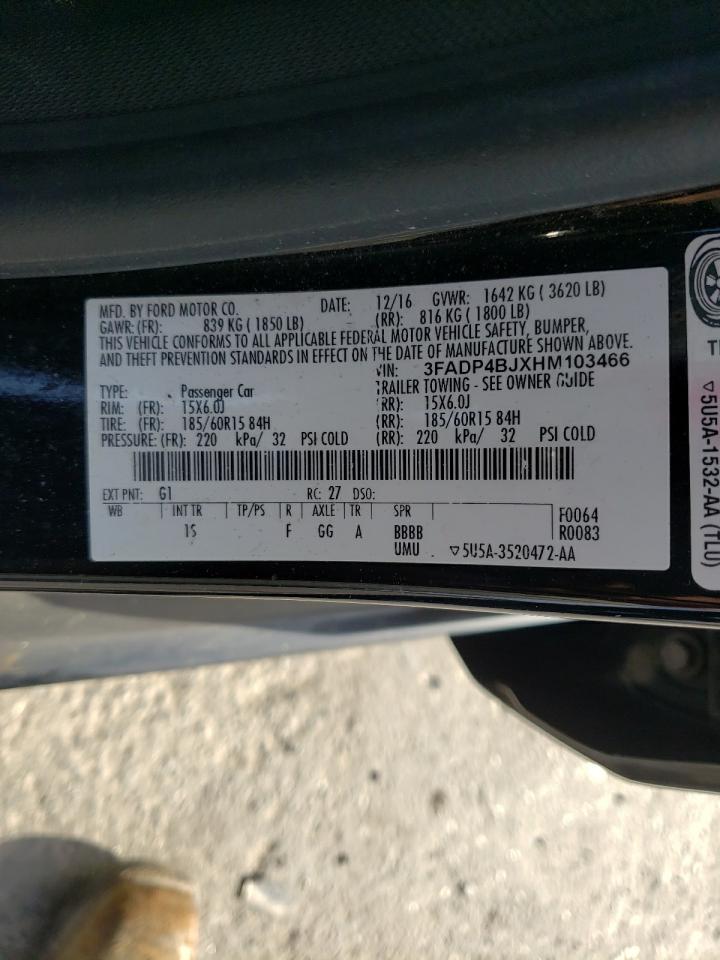 MFD. BY FORD MOTOR CO. DATE: 12/16 GVWR: 1642 KG ( 3620 LB)
GAWR: (FR): 839 KG ( 1850 LB) (RR): 816 KG ( 1800 LB)
THIS VEHICLE CONFORMS TO ALL APPLICABLE FEDERAL MOTOR VEHICLE SAFETY, BUMPER,
AND THEFT PREVENTION STANDARDS IN EFFECT ON THE DATE OF MANUFACTURE SHOWN ABOVE.
VIN: 3FADP4BJXHM103466
TYPE: Passenger Car TRAILER TOWING - SEE OWNER GUIDE
RIM: (FR): 15X6.0J (RR): 15X6.0J
TIRE: (FR): 185/60R15 84H (RR): 185/60R15 84H
PRESSURE: (FR): 220 kPa/ 32 PSI COLD (RR): 220 kPa/ 32 PSI COLD
EXT PNT: G1 RC: 27 DSO:
WB INT TR TP/PS R AXLE TR SPR F0064
1S F GG A BBBB R0083
UMU ▽5U5A-3520472-AA
▽5U5A-1532-AA (TLU)